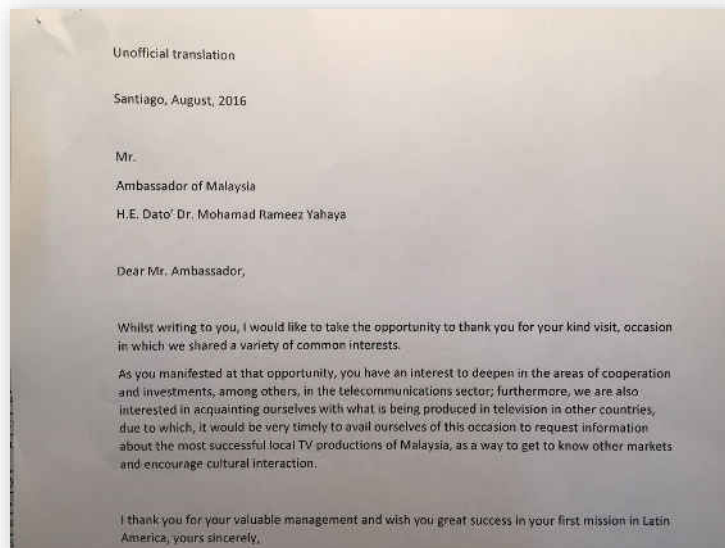 Unofficial translation
Santiago, August, 2016
Mr.
Ambassador of Malaysia
H.E. Dato' Dr. Mohamad Rameez Yahaya
Dear Mr. Ambassador,
Whilst writing to you, I would like to take the opportunity to thank you for your kind visit, occasion
in which we shared a variety of common interests.
As you manifested at that opportunity, you have an interest to deepen in the areas of cooperation
and investments, among others, in the telecommunications sector; furthermore, we are also
interested in acquainting ourselves with what is being produced in television in other countries,
due to which, it would be very timely to avail ourselves of this occasion to request information
about the most successful local TV productions of Malaysia, as a way to get to know other markets
and encourage cultural interaction.
I thank you for your valuable management and wish you great success in your first mission in Latin
America, yours sincerely,